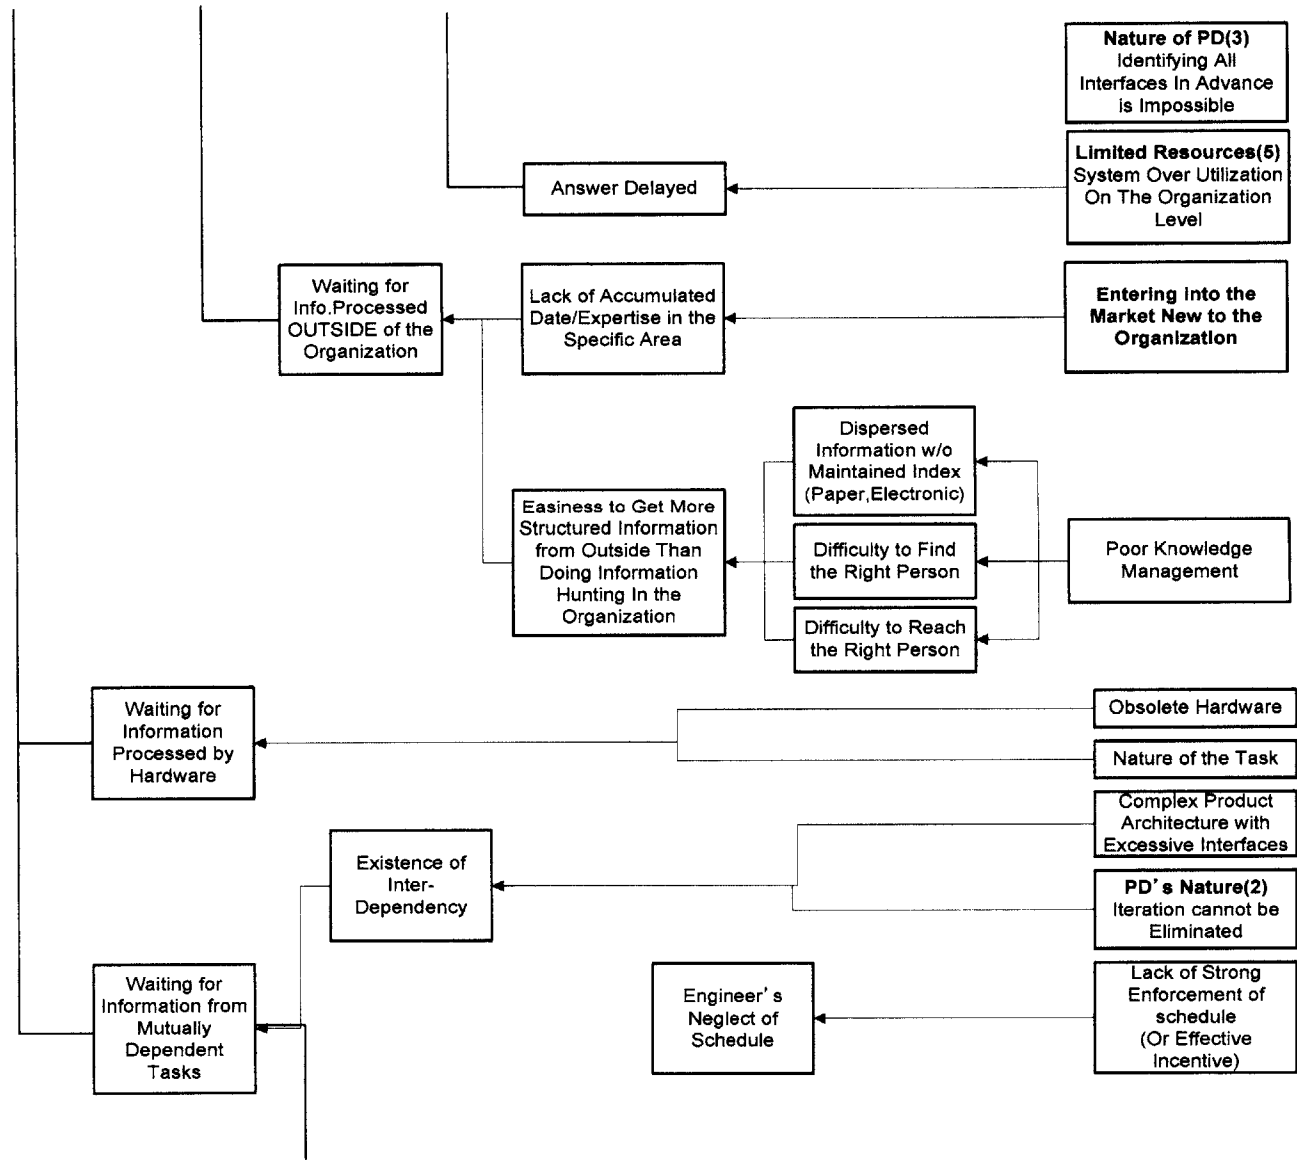 Nature of PD(3)
Identifying All
Interfaces In Advance
is Impossible
Limited Resources(5)
System Over Utilization
On The Organization
Level
Answer Delayed
Waiting for
Info.Processed
OUTSIDE of the
Organization
Lack of Accumulated
Date/Expertise in the
Specific Area
Entering into the
Market New to the
Organization
Dispersed
Information w/o
Maintained Index
(Paper,Electronic)
Easiness to Get More
Structured Information
from Outside Than
Doing Information
Hunting In the
Organization
Difficulty to Find
the Right Person
Poor Knowledge
Management
Difficulty to Reach
the Right Person
Waiting for
Information
Processed by
Hardware
Obsolete Hardware
Nature of the Task
Complex Product
Architecture with
Excessive Interfaces
Existence of
Inter-
Dependency
PD's Nature(2)
Iteration cannot be
Eliminated
Waiting for
Information from
Mutually
Dependent
Tasks
Engineer's
Neglect of
Schedule
Lack of Strong
Enforcement of
schedule
(Or Effective
Incentive)